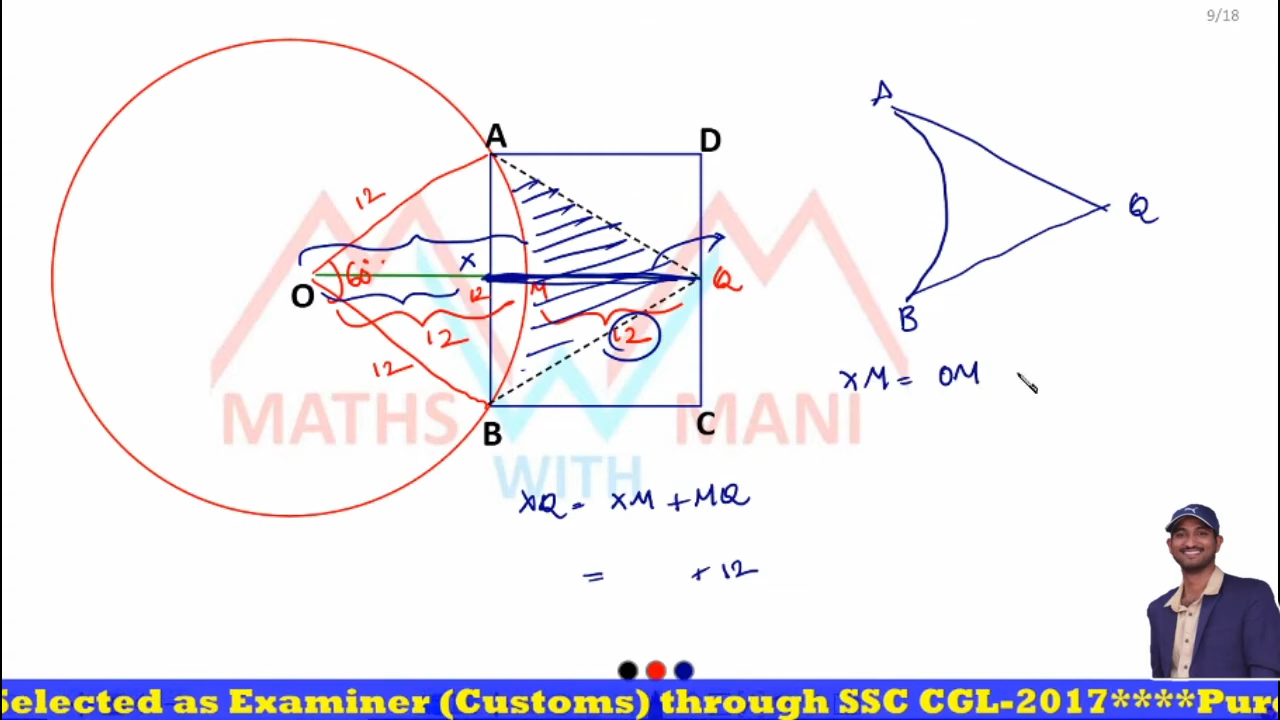 9/18
A
D
A
12
Q
X
60°
Q
O
12
M
B
12
12
12
XM = OM
MATHS
MANI
B
C
WITH
XQ = XM + MQ
= + 12
Selected as Examiner (Customs) through SSC CGL-2017****Pur